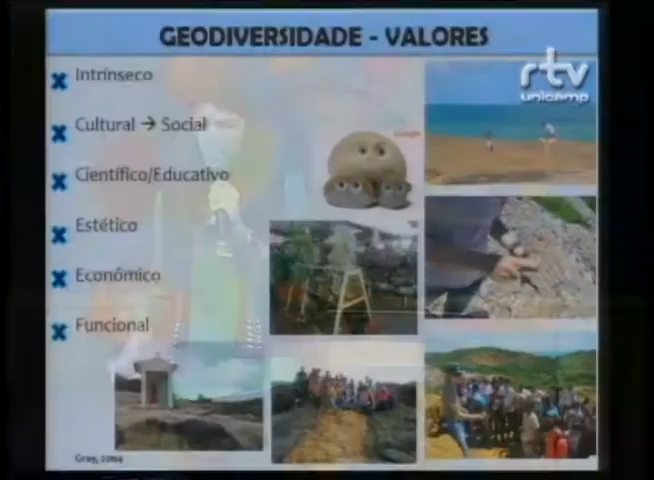 GEODIVERSIDADE - VALORES
rtv
unicamp
Intrínseco
Cultural → Social
Científico/Educativo
Estético
Econômico
Funcional
Gray, 2004